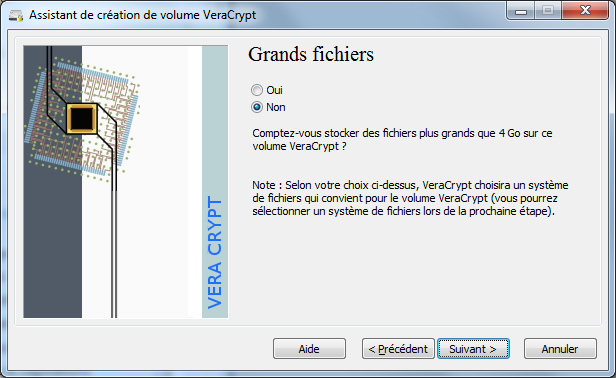 Assistant de création de volume VeraCrypt
Grands fichiers
Oui
Non
Comptez-vous stocker des fichiers plus grands que 4 Go sur ce
volume VeraCrypt ?
Note : Selon votre choix ci-dessus, VeraCrypt choisira un système
de fichiers qui convient pour le volume VeraCrypt (vous pourrez
sélectionner un système de fichiers lors de la prochaine étape).
VERA CRYPT
Aide
< Précédent
Suivant >
Annuler